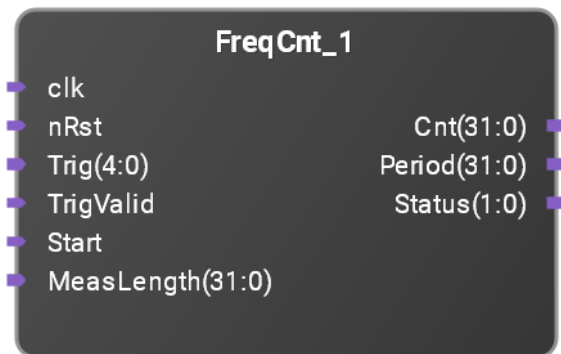 FreqCnt_1
clk
nRst Cnt(31:0)
Trig(4:0) Period(31:0)
TrigValid Status(1:0)
Start
MeasLength(31:0)